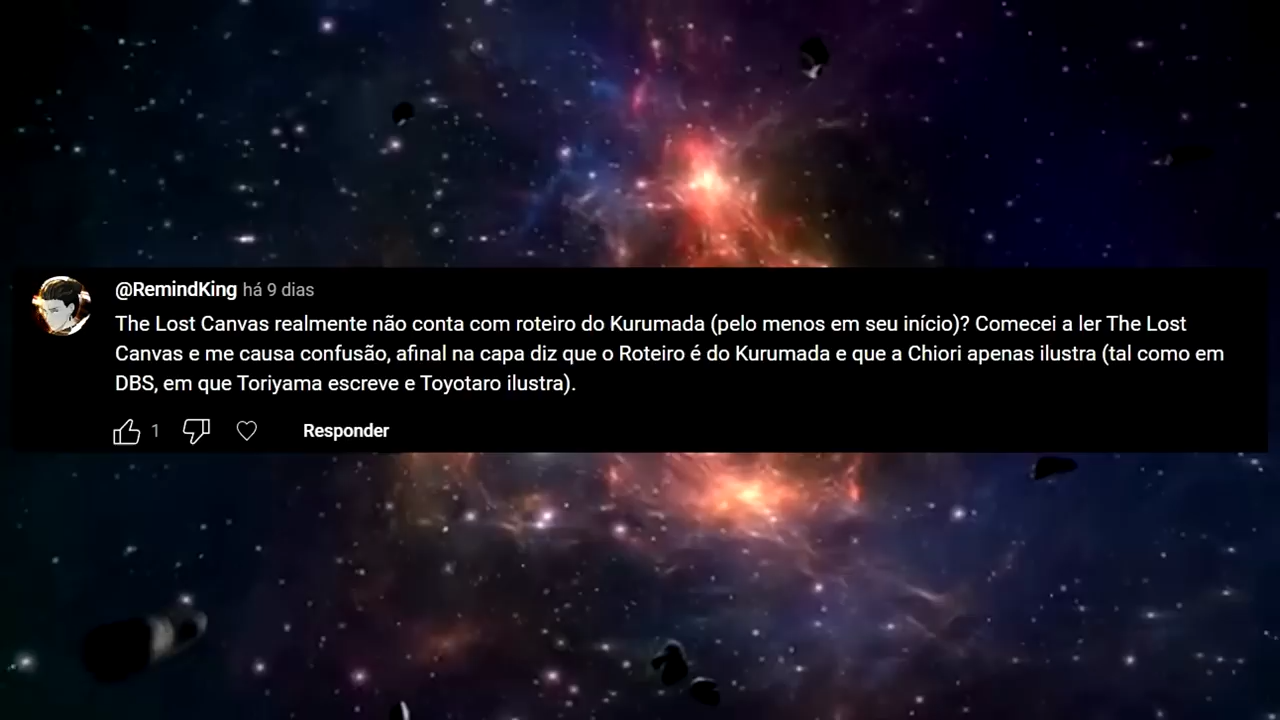 @RemindKing há 9 dias
The Lost Canvas realmente não conta com roteiro do Kurumada (pelo menos em seu início)? Comecei a ler The Lost
Canvas e me causa confusão, afinal na capa diz que o Roteiro é do Kurumada e que a Chiori apenas ilustra (tal como em
DBS, em que Toriyama escreve e Toyotaro ilustra).
1 Responder